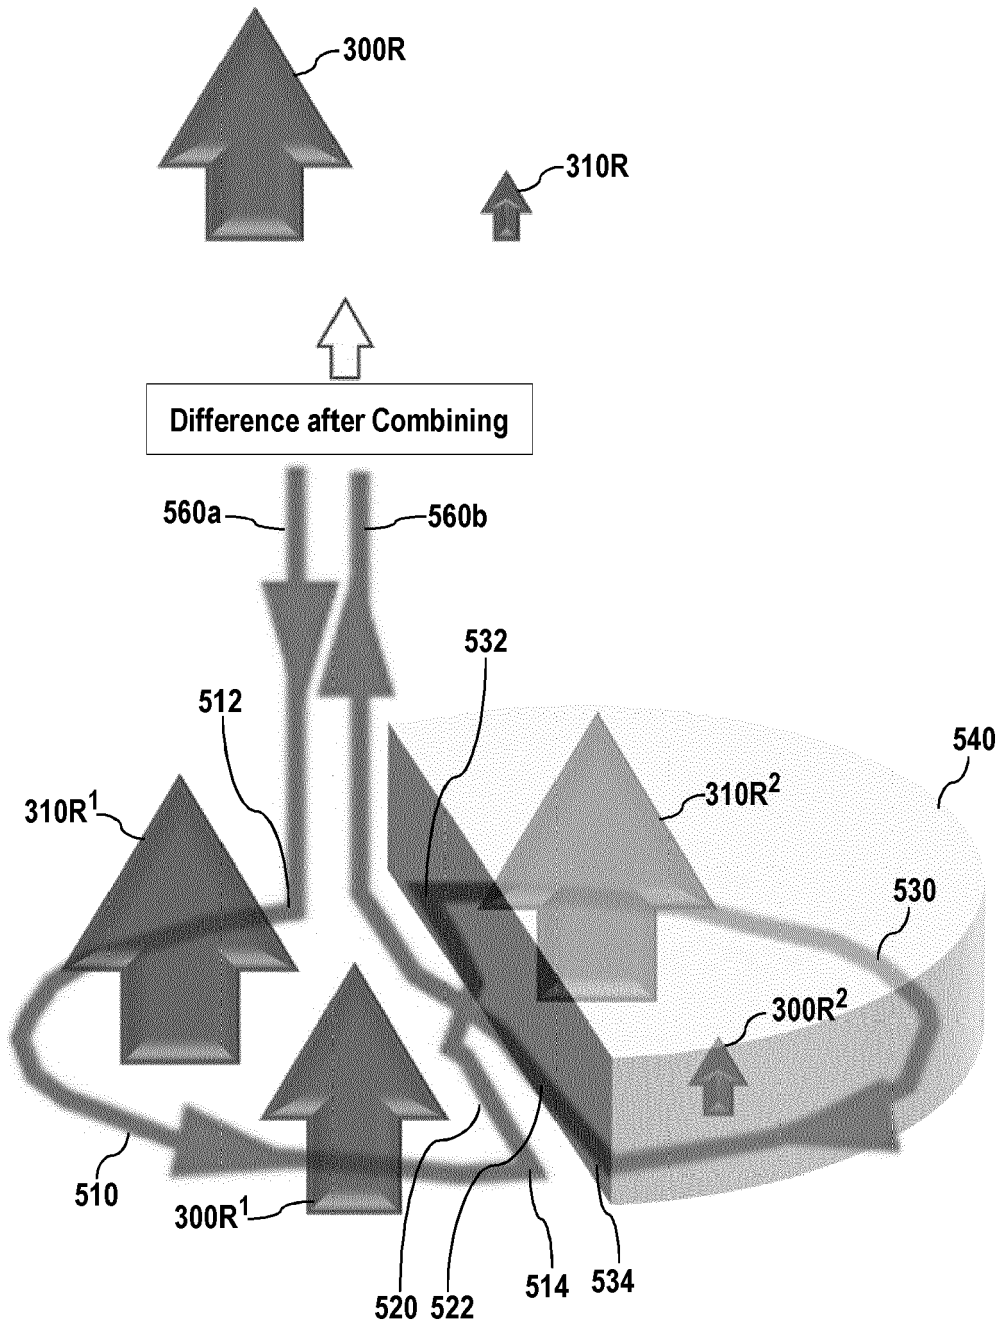 300R
310R
Difference after Combining
560a
560b
532
512
540
310R¹
310R²
530
300R²
510
300R¹
514
534
520
522